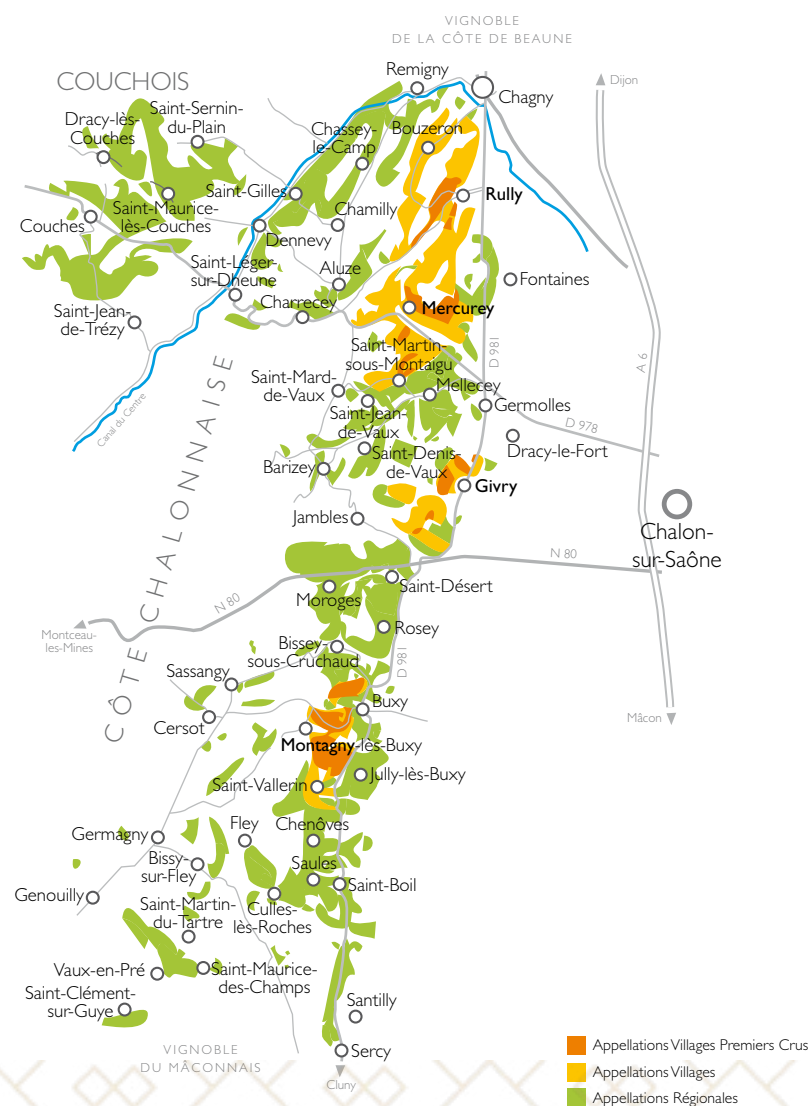 VIGNOBLE
DE LA CÔTE DE BEAUNE
COUCHOIS
Remigny
Chagny
Dijon
Dracy-lès-
Couches
Saint-Sernin-
du-Plain
Chassey-
le-Camp
Bouzeron
Saint-Gilles
Saint-Maurice-
lès-Couches
Rully
Couches
Chamilly
Dennevy
Saint-Léger-
sur-Dheune
Aluze
Fontaines
Charrecey
Mercurey
Saint-Jean-
de-Trézy
Saint-Martin-
sous-Montaigu
D 981
A 6
Saint-Mard-
de-Vaux
Mellecey
Canal du Centre
Saint-Jean-
de-Vaux
Germolles
D 978
Saint-Denis-
de-Vaux
Dracy-le-Fort
Barizey
Givry
Jambles
Chalon-
sur-Saône
CÔTE CHALONNAISE
N 80
Saint-Désert
Moroges
N 80
Montceau-
les-Mines
Rosey
Bissey-
sous-Cruchaud
D 981
Sassangy
Buxy
Cersot
Mâcon
Montagny-lès-Buxy
Jully-lès-Buxy
Saint-Vallerin
Germagny
Fley
Chenôves
Bissy-
sur-Fley
Saules
Saint-Boil
Genouilly
Saint-Martin-
du-Tartre
Culles-
lès-Roches
Vaux-en-Pré
Saint-Maurice-
des-Champs
Saint-Clément-
sur-Guye
Santilly
VIGNOBLE
DU MÂCONNAIS
Sercy
Cluny
Appellations Villages Premiers Crus
Appellations Villages
Appellations Régionales